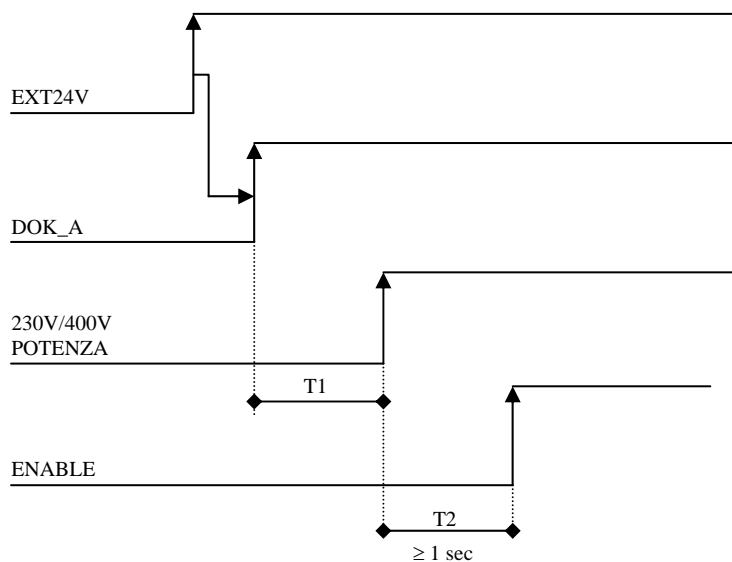 EXT24V
DOK_A
230V/400V
POTENZA
T1
ENABLE
T2
≥ 1 sec